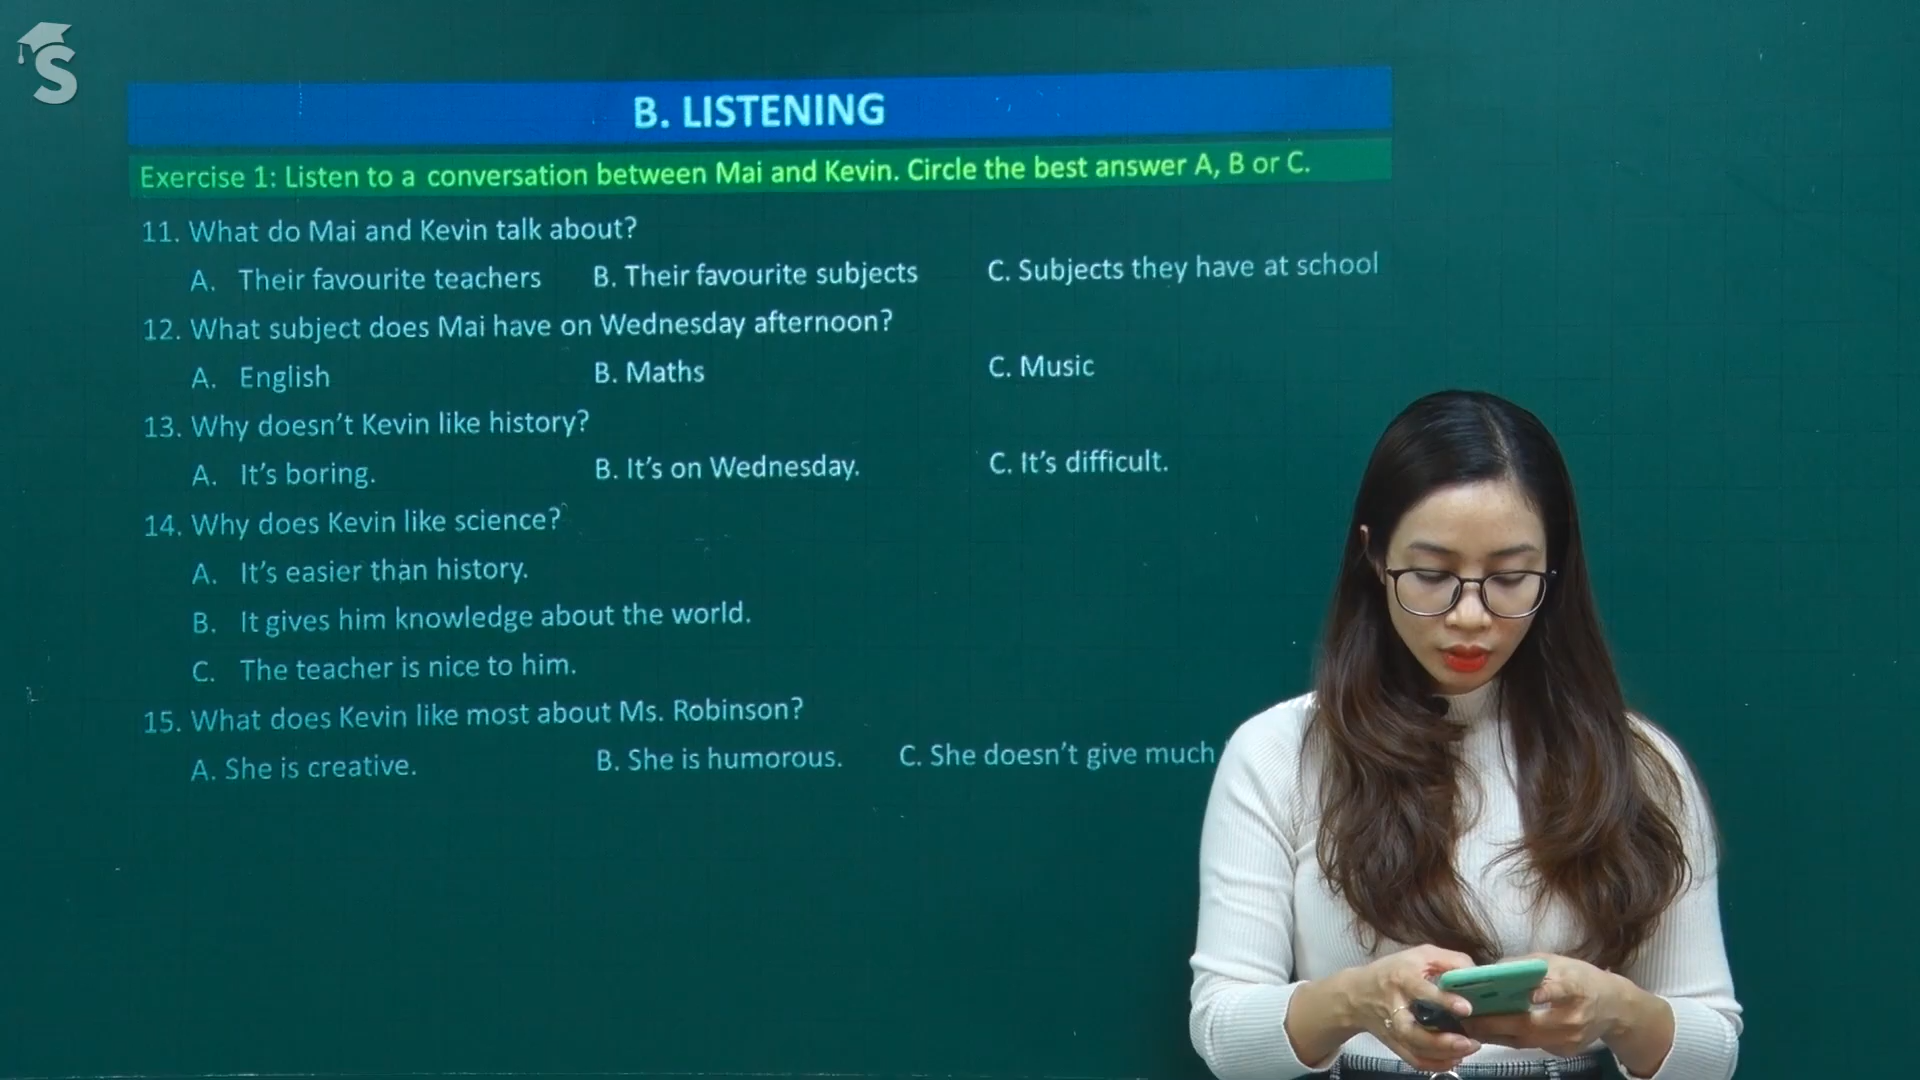 S
B. LISTENING
Exercise 1: Listen to a conversation between Mai and Kevin. Circle the best answer A, B or C.
11. What do Mai and Kevin talk about?
A. Their favourite teachers B. Their favourite subjects C. Subjects they have at school
12. What subject does Mai have on Wednesday afternoon?
A. English B. Maths C. Music
13. Why doesn't Kevin like history?
A. It's boring. B. It's on Wednesday. C. It's difficult.
14. Why does Kevin like science?
A. It's easier than history.
B. It gives him knowledge about the world.
C. The teacher is nice to him.
15. What does Kevin like most about Ms. Robinson?
A. She is creative. B. She is humorous. C. She doesn't give much